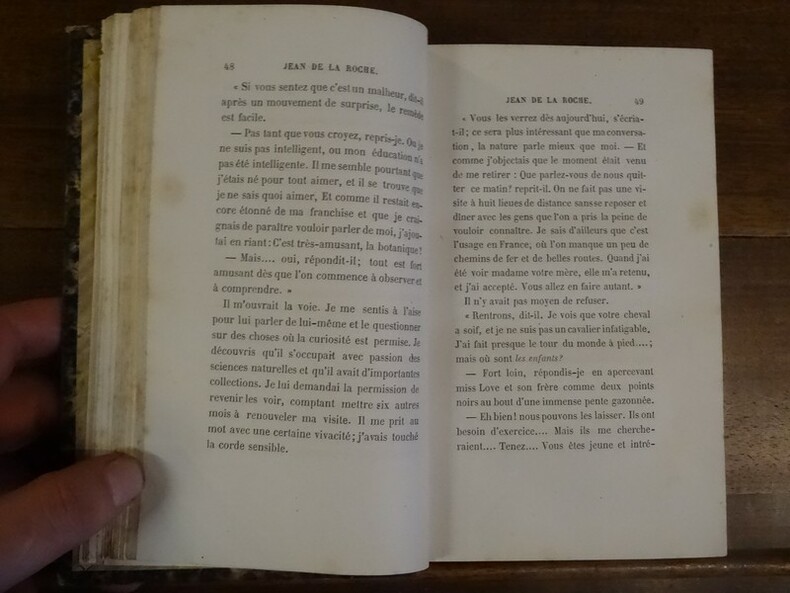 48 JEAN DE LA ROCHE.
« Si vous sentez que c'est un malheur, dit-il
après un mouvement de surprise, le remède
est facile.
— Pas tant que vous croyez, repris-je. Ou je
ne suis pas intelligent, ou mon éducation n'a
pas été intelligente. Il me semble pourtant que
j'étais né pour tout aimer, et il se trouve que
je ne sais quoi aimer, Et comme il restait en-
core étonné de ma franchise et que je crai-
gnais de paraître vouloir parler de moi, j'ajou-
tai en riant : C'est très-amusant, la botanique!
— Mais.... oui, répondit-il; tout est fort
amusant dès que l'on commence à observer et
à comprendre. »
Il m'ouvrait la voie. Je me sentis à l'aise
pour lui parler de lui-même et le questionner
sur des choses où la curiosité est permise. Je
découvris qu'il s'occupait avec passion des
sciences naturelles et qu'il avait d'importantes
collections. Je lui demandai la permission de
revenir les voir, comptant mettre six autres
mois à renouveler ma visite. Il me prit au
mot avec une certaine vivacité; j'avais touché
la corde sensible.
JEAN DE LA ROCHE. 49
« Vous les verrez dès aujourd'hui, s'écria-
t-il; ce sera plus intéressant que ma conversa-
tion, la nature parle mieux que moi. — Et
comme j'objectais que le moment était venu
de me retirer : Que parlez-vous de nous quit-
ter ce matin? reprit-il. On ne fait pas une vi-
site à huit lieues de distance sans se reposer et
dîner avec les gens que l'on a pris la peine de
vouloir connaître. Je sais d'ailleurs que c'est
l'usage en France, où l'on manque un peu de
chemins de fer et de belles routes. Quand j'ai
été voir madame votre mère, elle m'a retenu,
et j'ai accepté. Vous allez en faire autant. »
Il n'y avait pas moyen de refuser.
« Rentrons, dit-il. Je vois que votre cheval
a soif, et je ne suis pas un cavalier infatigable.
J'ai fait presque le tour du monde à pied....;
mais où sont les enfants?
— Fort loin, répondis-je en apercevant
miss Love et son frère comme deux points
noirs au bout d'une immense pente gazonnée.
— Eh bien! nous pouvons les laisser. Ils ont
besoin d'exercice.... Mais ils me cherche-
raient.... Tenez.... Vous êtes jeune et intré-